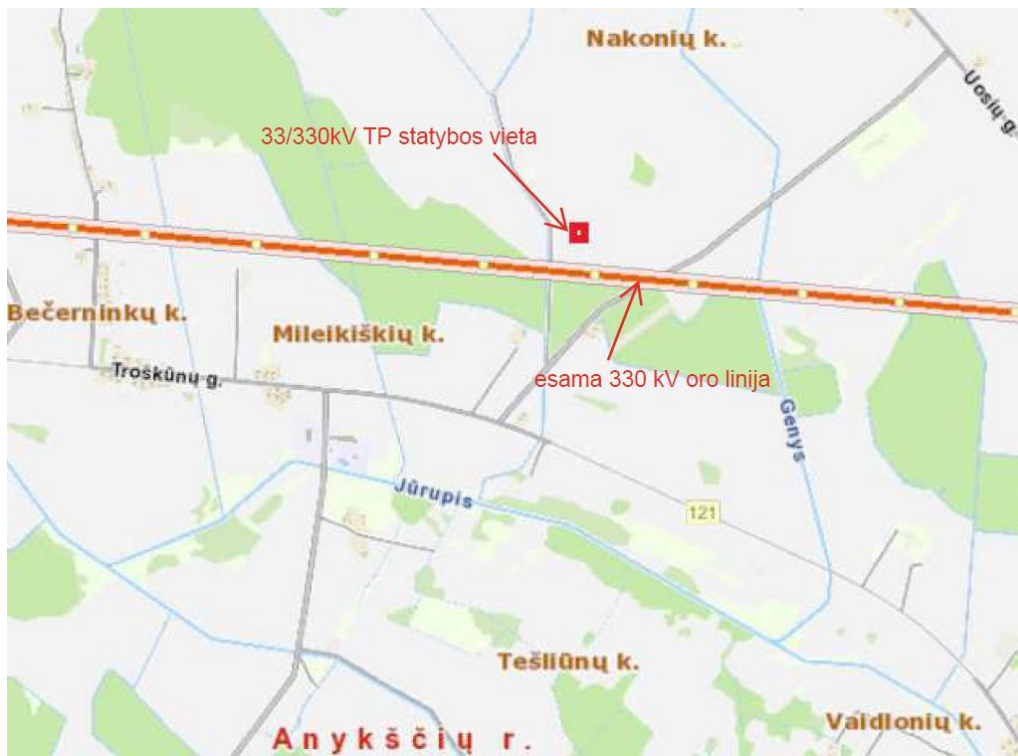 Nakonių k.
Uosių g.
33/330kV TP statybos vieta
Bečerninkų k.
Mileikiškių k.
Troškūnų g.
esama 330 kV oro linija
Genys
Jūrupis
121
Tešliūnų k.
Vaidlonių k.
Anykščių r.